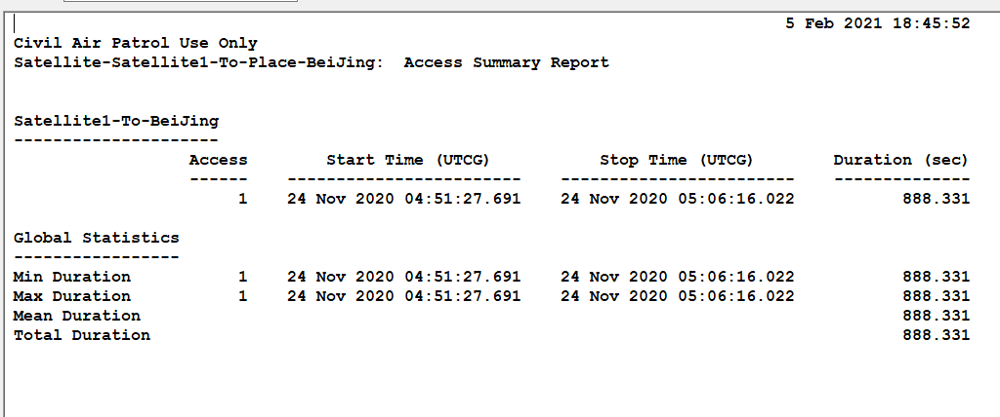 5 Feb 2021 18:45:52
Civil Air Patrol Use Only
Satellite-Satellite1-To-Place-BeiJing:  Access Summary Report
Satellite1-To-BeiJing
---------------------
Access        Start Time (UTCG)           Stop Time (UTCG)        Duration (sec)
------    ------------------------    ------------------------    --------------
1    24 Nov 2020 04:51:27.691    24 Nov 2020 05:06:16.022           888.331
Global Statistics
-----------------
Min Duration           1    24 Nov 2020 04:51:27.691    24 Nov 2020 05:06:16.022           888.331
Max Duration           1    24 Nov 2020 04:51:27.691    24 Nov 2020 05:06:16.022           888.331
Mean Duration                                                                              888.331
Total Duration                                                                             888.331